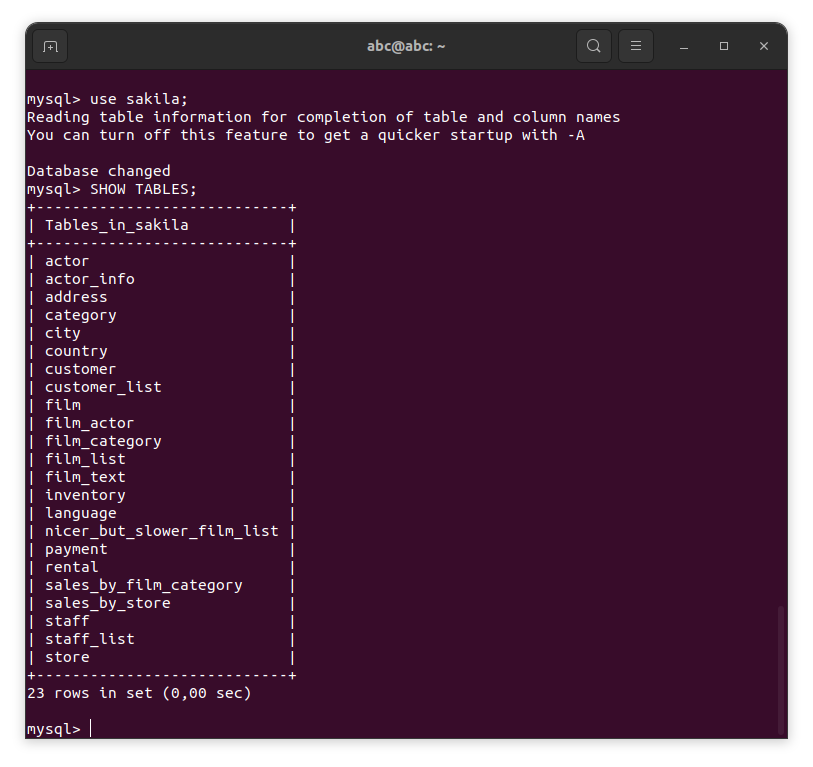 abc@abc: ~
mysql> use sakila;
Reading table information for completion of table and column names
You can turn off this feature to get a quicker startup with -A
Database changed
mysql> SHOW TABLES;
+----------------------------+
| Tables_in_sakila           |
+----------------------------+
| actor                      |
| actor_info                 |
| address                    |
| category                   |
| city                       |
| country                    |
| customer                   |
| customer_list              |
| film                       |
| film_actor                 |
| film_category              |
| film_list                  |
| film_text                  |
| inventory                  |
| language                   |
| nicer_but_slower_film_list |
| payment                    |
| rental                     |
| sales_by_film_category     |
| sales_by_store             |
| staff                      |
| staff_list                 |
| store                      |
+----------------------------+
23 rows in set (0,00 sec)
mysql>